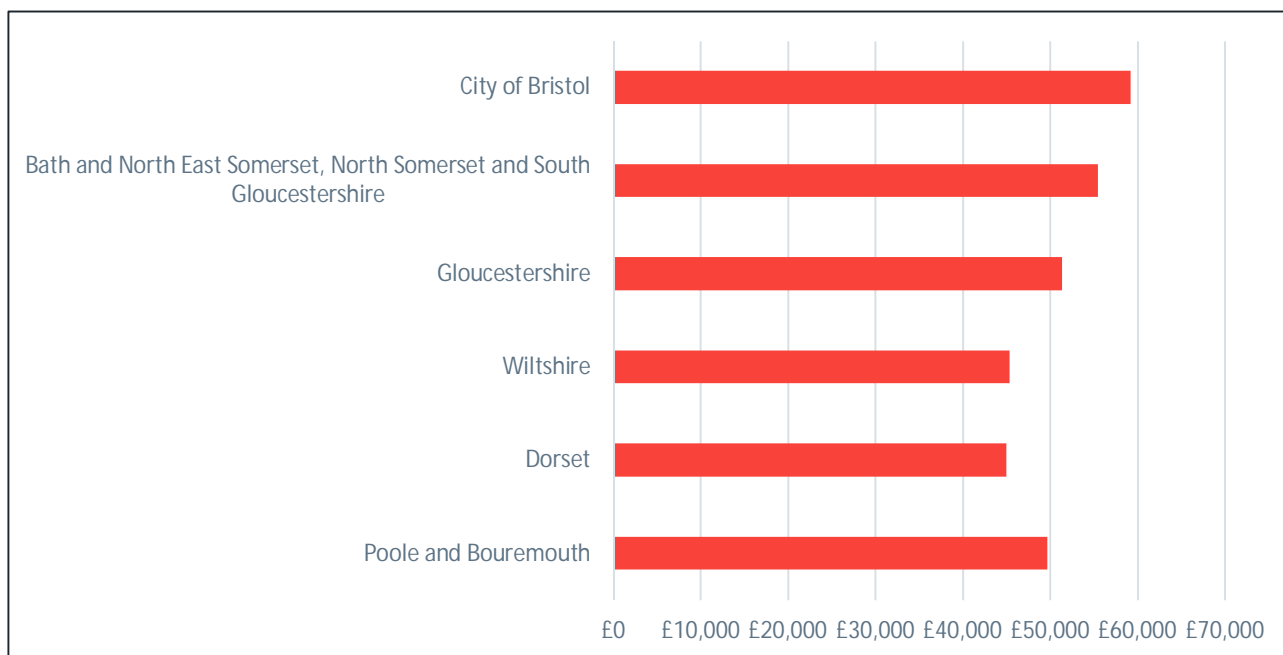 City of Bristol
Bath and North East Somerset, North Somerset and South
Gloucestershire
Gloucestershire
Wiltshire
Dorset
Poole and Bouremouth
£0 £10,000 £20,000 £30,000 £40,000 £50,000 £60,000 £70,000